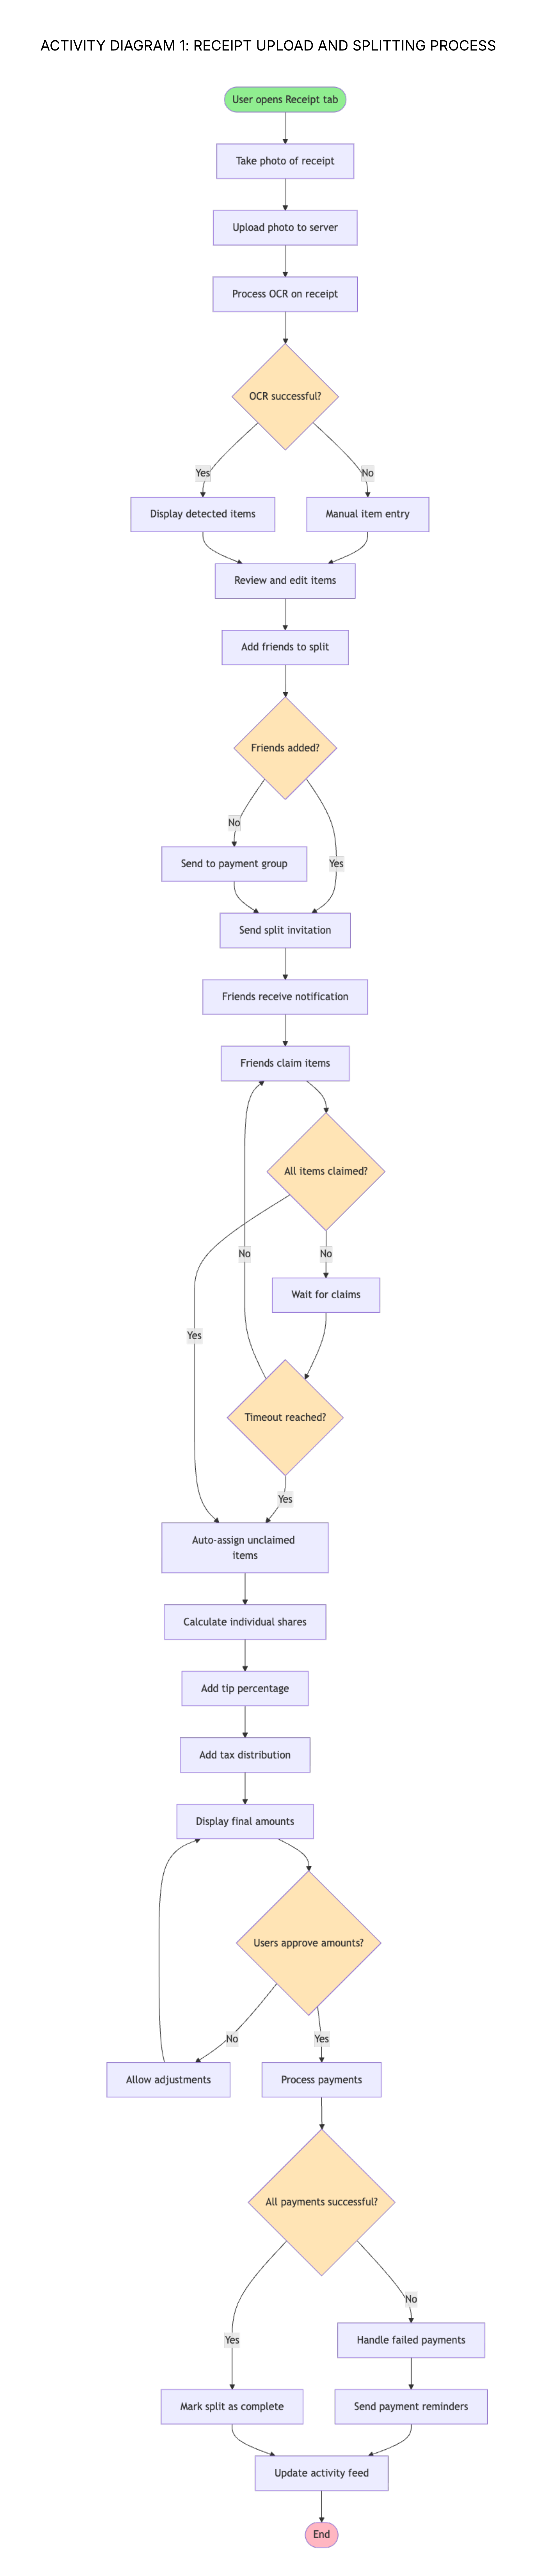 ACTIVITY DIAGRAM 1: RECEIPT UPLOAD AND SPLITTING PROCESS
User opens Receipt tab
Take photo of receipt
Upload photo to server
Process OCR on receipt
OCR successful?
Yes
No
Display detected items
Manual item entry
Review and edit items
Add friends to split
Friends added?
No
Send to payment group
Yes
Send split invitation
Friends receive notification
Friends claim items
All items claimed?
No
No
Wait for claims
Yes
Timeout reached?
Yes
Auto-assign unclaimed
items
Calculate individual shares
Add tip percentage
Add tax distribution
Display final amounts
Users approve amounts?
No
Yes
Allow adjustments
Process payments
All payments successful?
No
Yes
Handle failed payments
Mark split as complete
Send payment reminders
Update activity feed
End